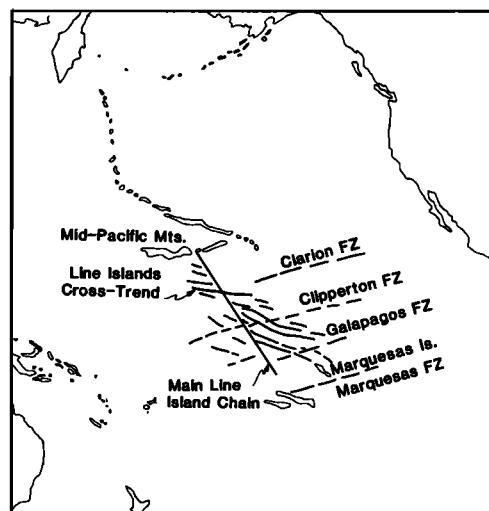 Mid-Pacific Mts.
Clarion FZ
Line Islands
Cross-Trend
Clipperton FZ
Galapagos FZ
Marquesas Is.
Marquesas FZ
Main Line
Island Chain